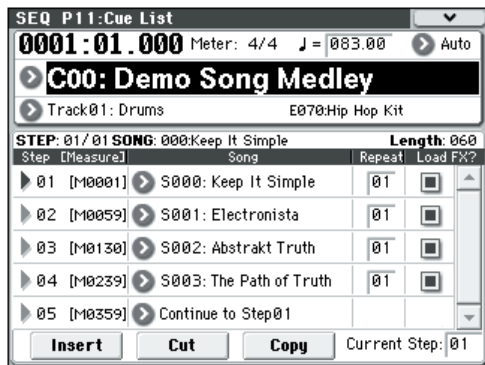 SEQ P11:Cue List
0001:01.000 Meter: 4/4 ♩= 083.00 Auto
C00: Demo Song Medley
Track01: Drums E070:Hip Hop Kit
STEP: 01/01 SONG: 000:Keep It Simple Length: 060
Step [Measure] Song Repeat Load FX?
01 [M0001] S000: Keep It Simple 01
02 [M0059] S001: Electronista 01
03 [M0130] S002: Abstrakt Truth 01
04 [M0239] S003: The Path of Truth 01
05 [M0359] Continue to Step01
Insert Cut Copy Current Step: 01